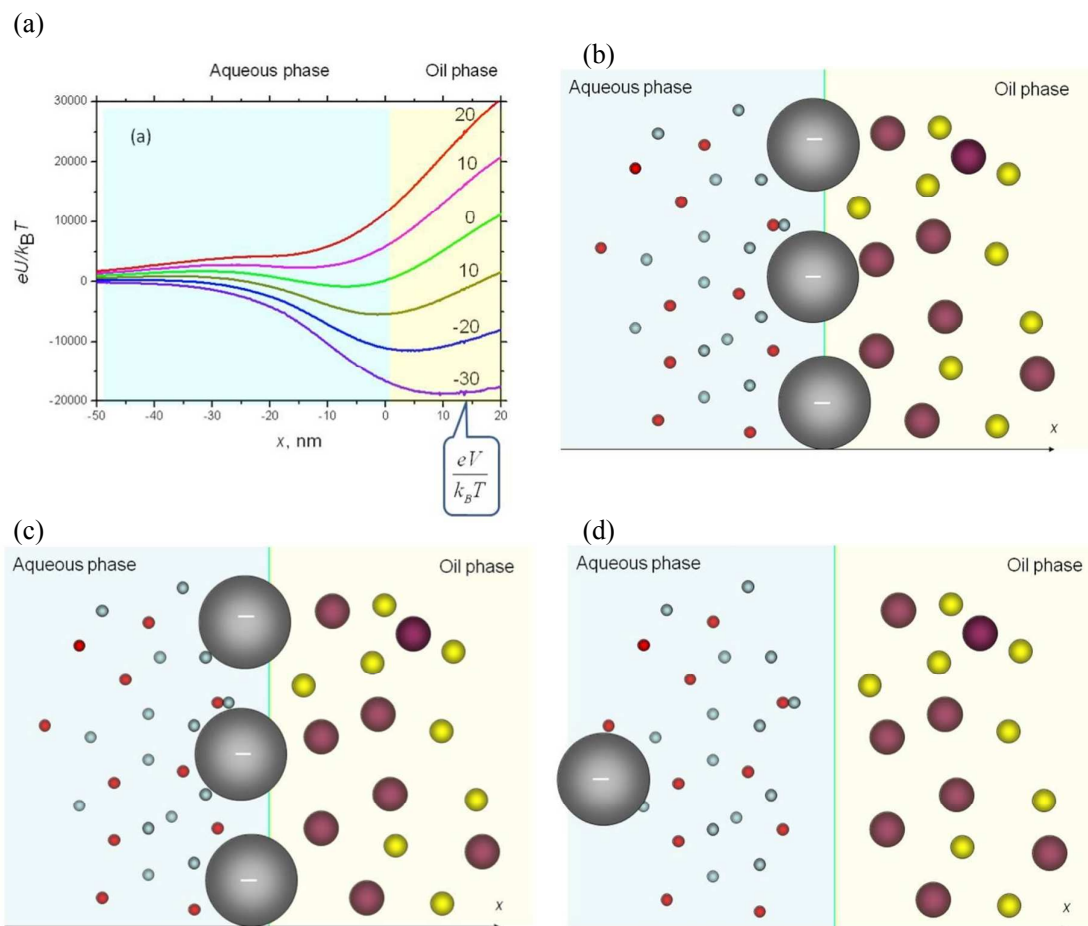 (a)
Aqueous phase Oil phase
(a)
30000
20000
10000
0
-10000
-20000
eU/kBT
20
10
0
10
-20
-30
-50 -40 -30 -20 -10 0 10 20
x, nm
eV
kBT
(b)
Aqueous phase Oil phase
x
(c)
Aqueous phase Oil phase
x
(d)
Aqueous phase Oil phase
x